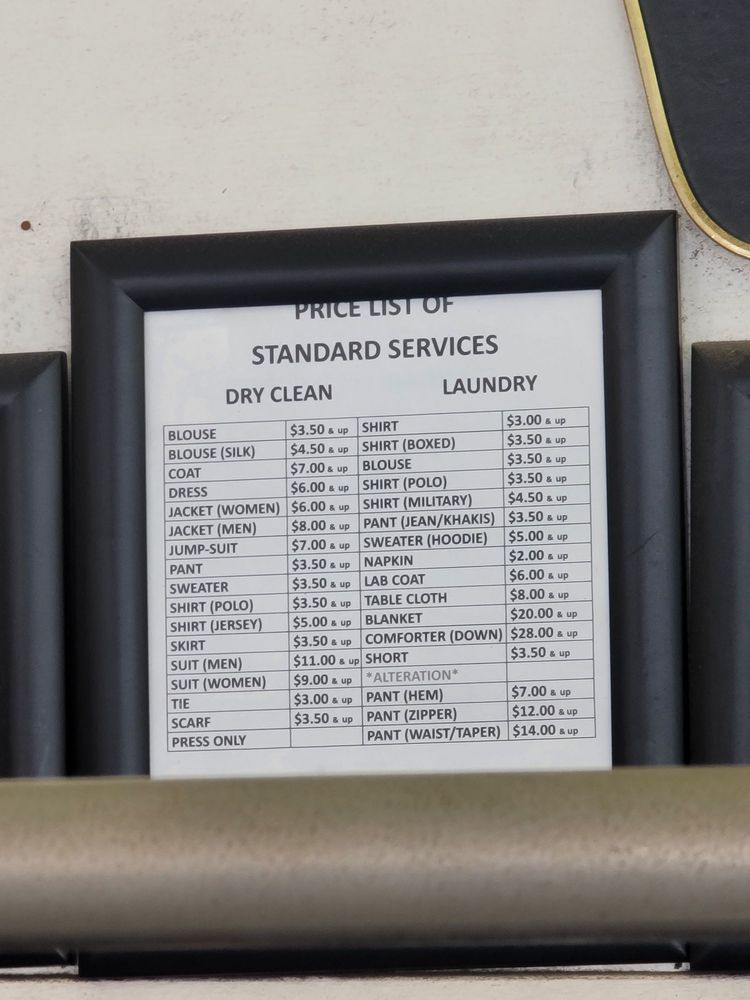 PRICE LIST OF
STANDARD SERVICES
DRY CLEAN LAUNDRY
BLOUSE $3.50 & up SHIRT $3.00 & up
BLOUSE (SILK) $4.50 & up SHIRT (BOXED) $3.50 & up
COAT $7.00 & up BLOUSE $3.50 & up
DRESS $6.00 & up SHIRT (POLO) $3.50 & up
JACKET (WOMEN) $6.00 & up SHIRT (MILITARY) $4.50 & up
JACKET (MEN) $8.00 & up PANT (JEAN/KHAKIS) $3.50 & up
JUMP-SUIT $7.00 & up SWEATER (HOODIE) $5.00 & up
PANT $3.50 & up NAPKIN $2.00 & up
SWEATER $3.50 & up LAB COAT $6.00 & up
SHIRT (POLO) $3.50 & up TABLE CLOTH $8.00 & up
SHIRT (JERSEY) $5.00 & up BLANKET $20.00 & up
SKIRT $3.50 & up COMFORTER (DOWN) $28.00 & up
SUIT (MEN) $11.00 & up SHORT $3.50 & up
SUIT (WOMEN) $9.00 & up *ALTERATION*
TIE $3.00 & up PANT (HEM) $7.00 & up
SCARF $3.50 & up PANT (ZIPPER) $12.00 & up
PRESS ONLY PANT (WAIST/TAPER) $14.00 & up